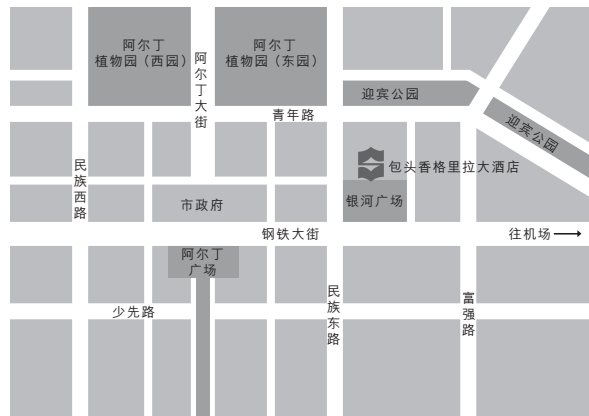 阿尔丁
植物园（西园）
阿尔丁大街
阿尔丁
植物园（东园）
青年路
迎宾公园
迎宾公园
民族西路
包头香格里拉大酒店
市政府
银河广场
钢铁大街
往机场
阿尔丁
广场
少先路
民族东路
富强路